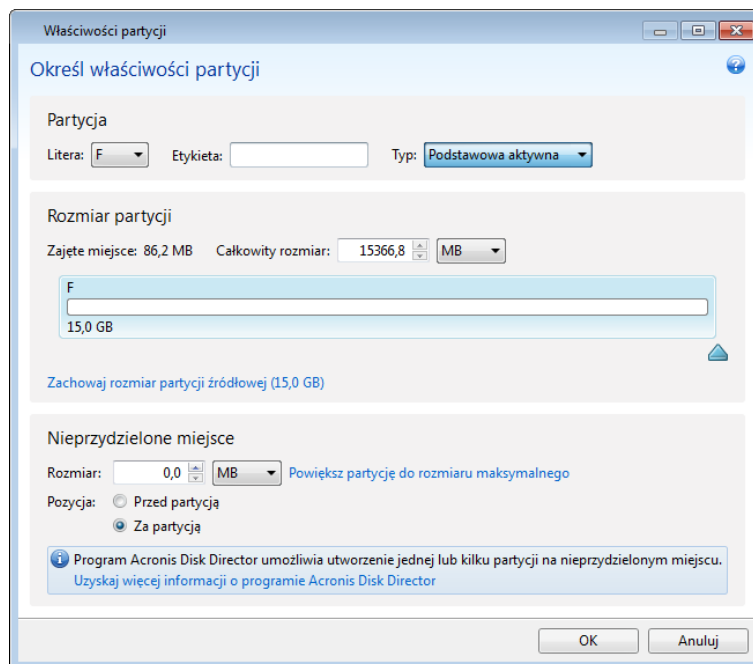 Właściwości partycji
Określ właściwości partycji
Partycja
Litera: F Etykieta: Typ: Podstawowa aktywna
Rozmiar partycji
Zajęte miejsce: 86,2 MB Całkowity rozmiar: 15366,8 MB
F
15,0 GB
Zachowaj rozmiar partycji źródłowej (15,0 GB)
Nieprzydzielone miejsce
Rozmiar: 0,0 MB Powiększ partycję do rozmiaru maksymalnego
Pozycja: Przed partycją
Za partycją
Program Acronis Disk Director umożliwia utworzenie jednej lub kilku partycji na nieprzydzielonym miejscu.
Uzyskaj więcej informacji o programie Acronis Disk Director
OK Anuluj